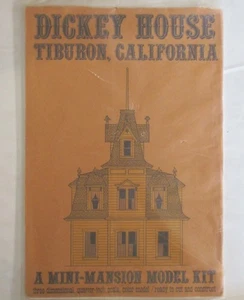 DICKEY HOUSE
TIBURON, CALIFORNIA
A MINI-MANSION MODEL KIT